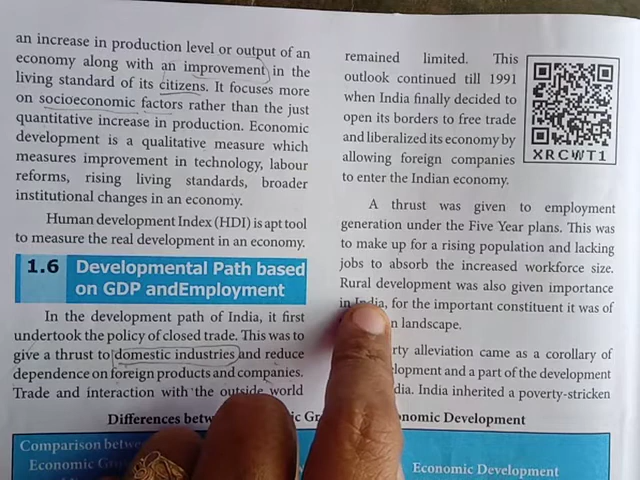 an increase in production level or output of an
economy along with an improvement in the
living standard of its citizens. It focuses more
on socioeconomic factors rather than the just
quantitative increase in production. Economic
development is a qualitative measure which
measures improvement in technology, labour
reforms, rising living standards, broader
institutional changes in an economy.
Human development Index (HDI) is apt tool
to measure the real development in an economy.
1.6 Developmental Path based
on GDP andEmployment
In the development path of India, it first
undertook the policy of closed trade. This was to
give a thrust to domestic industries and reduce
dependence on foreign products and companies.
Trade and interaction with the outside world
remained limited. This
outlook continued till 1991
when India finally decided to
open its borders to free trade
and liberalized its economy by
allowing foreign companies
to enter the Indian economy.
XRCWT1
A thrust was given to employment
generation under the Five Year plans. This was
to make up for a rising population and lacking
jobs to absorb the increased workforce size.
Rural development was also given importance
in India, for the important constituent it was of
landscape.
alleviation came as a corollary of
and a part of the development
India inherited a poverty-stricken
Differences
Economic Development
Comparison
Economic
Economic Development